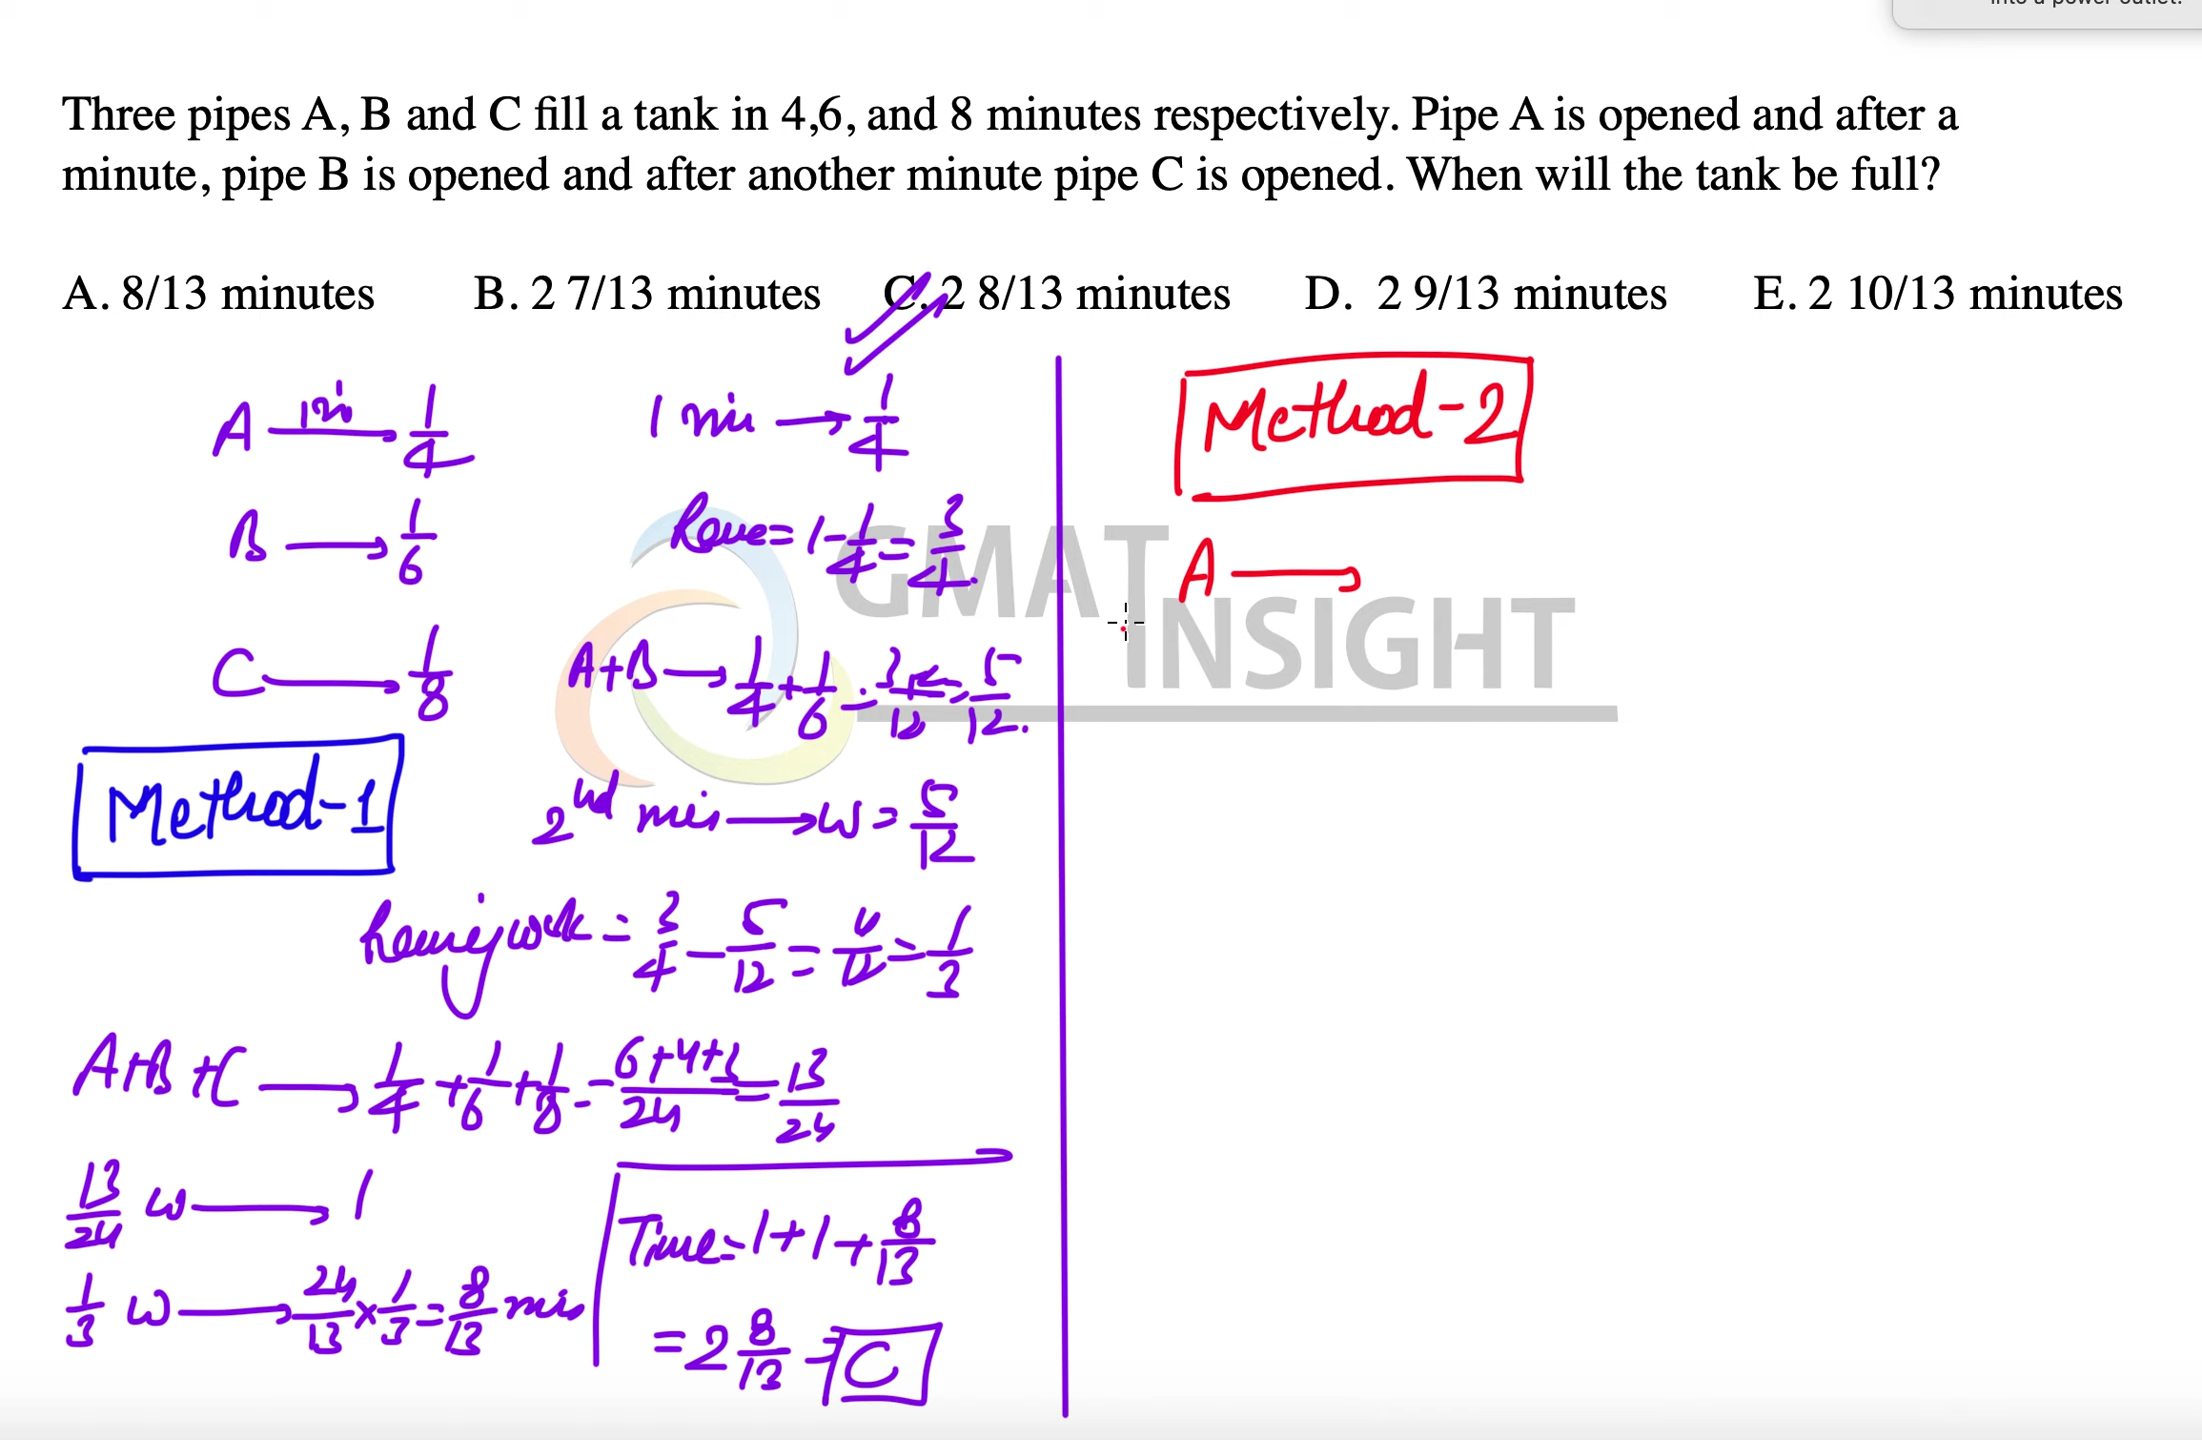 into a power outlet.
Three pipes A, B and C fill a tank in 4,6, and 8 minutes respectively. Pipe A is opened and after a
minute, pipe B is opened and after another minute pipe C is opened. When will the tank be full?
A. 8/13 minutes B. 2 7/13 minutes C. 2 8/13 minutes D. 2 9/13 minutes E. 2 10/13 minutes
A → 1/4
B → 1/6
C → 1/8
Method-1
1 min → 1/4
= 1 - 1/4 = 3/4
A+B → 1/4 + 1/6 = 3+2/12 = 5/12
2nd min → W = 5/12
work = 3/4 - 5/12 = 4/12 = 1/3
A+B+C → 1/4 + 1/6 + 1/8 = 6+4+3/24 = 13/24
13/24 W → 1
1/3 W → 24/13 × 1/3 = 8/13 min
Time = 1+1+8/13
= 2 8/13 = C
Method-2
A →
GMAT
INSIGHT